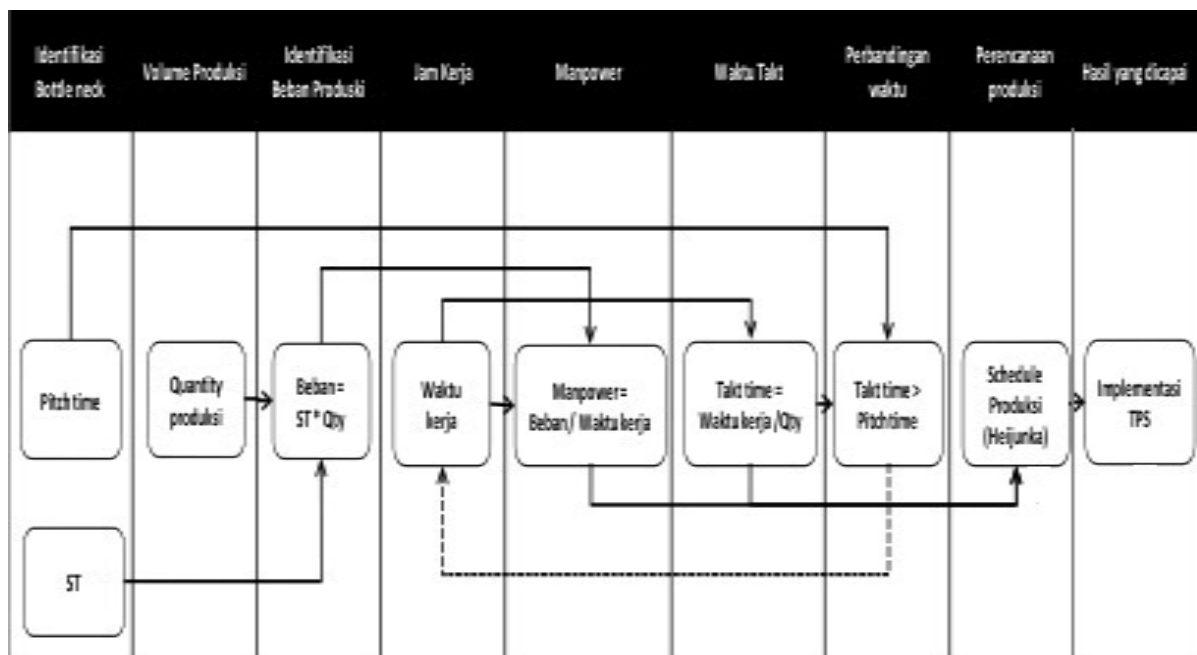 Identifikasi
Bottle neck
Volume Produksi
Identifikasi
Beban Produski
Jam Kerja
Manpower
Waktu Takt
Perbandingan
waktu
Perencanaan
produksi
Hasil yang dicapai
Pitch time
Quantity
produksi
Beban =
ST * Qty
Waktu
kerja
Manpower =
Beban / Waktu kerja
Takt time =
Waktu kerja /Qty
Takt time >
Pitch time
Schedule
Produksi
(Heijunka)
Implementasi
TPS
ST